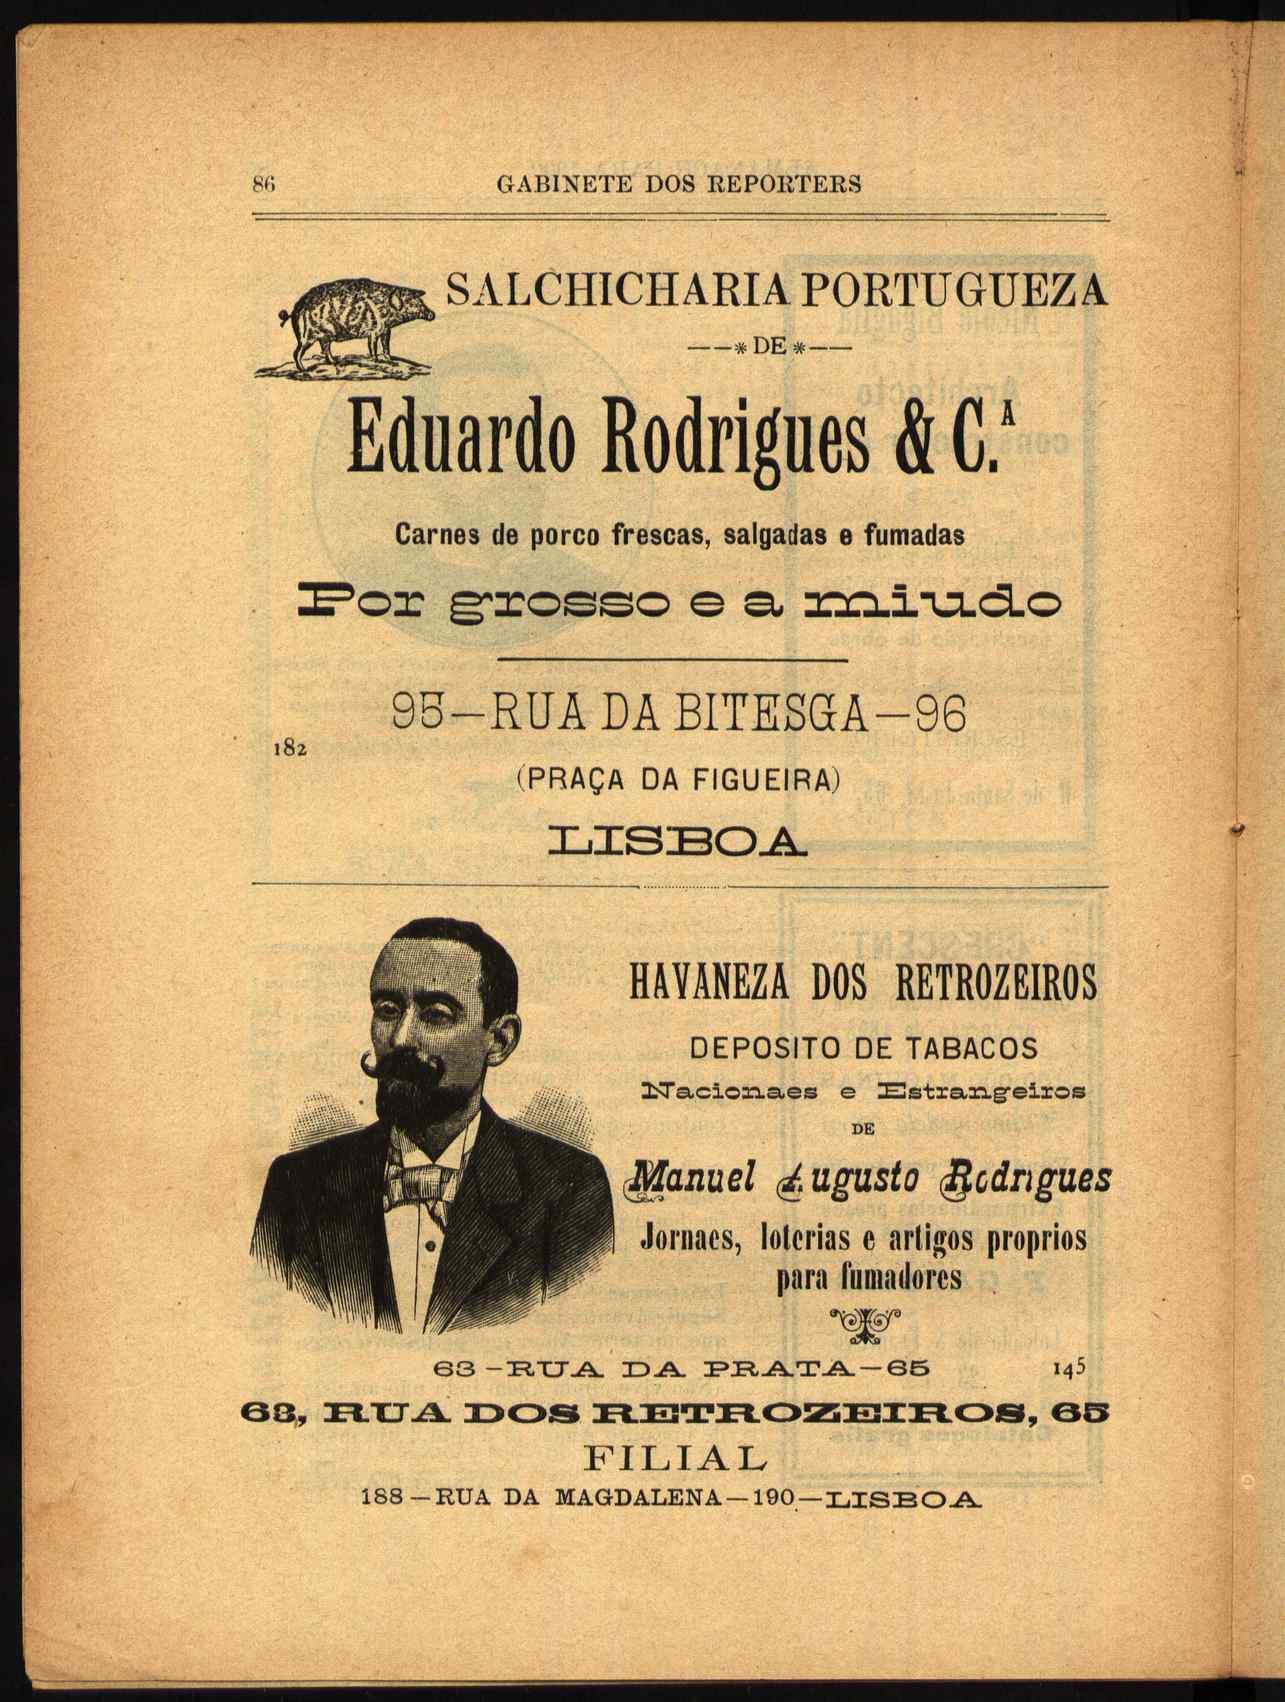 86
GABINETE DOS REPORTERS
SALCHICHARIA PORTUGUEZA
——*DE*——
Eduardo Rodrigues & C.A
Carnes de porco frescas, salgadas e fumadas
Por grosso e a miudo
95—RUA DA BITESGA—96
182
(PRAÇA DA FIGUEIRA)
LISBOA
HAVANEZA DOS RETROZEIROS
DEPOSITO DE TABACOS
Nacionaes e Estrangeiros
DE
Manuel Augusto Rodrigues
Jornaes, loterias e artigos proprios
para fumadores
63—RUA DA PRATA—65
145
63, RUA DOS RETROZEIROS, 65
FILIAL
188—RUA DA MAGDALENA—190—LISBOA